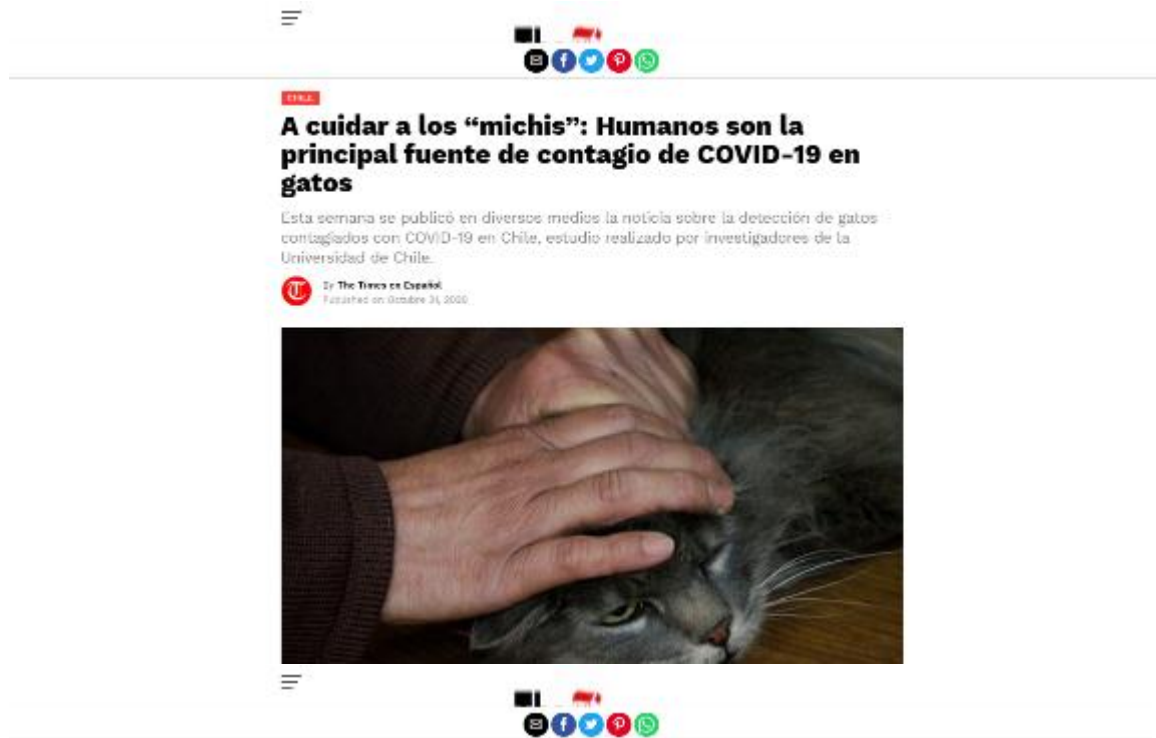 CHILE
A cuidar a los “michis”: Humanos son la
principal fuente de contagio de COVID-19 en
gatos
Esta semana se publicó en diversos medios la noticia sobre la detección de gatos
contagiados con COVID-19 en Chile, estudio realizado por investigadores de la
Universidad de Chile.
By The Times en Español
Published on Octubre 31, 2020